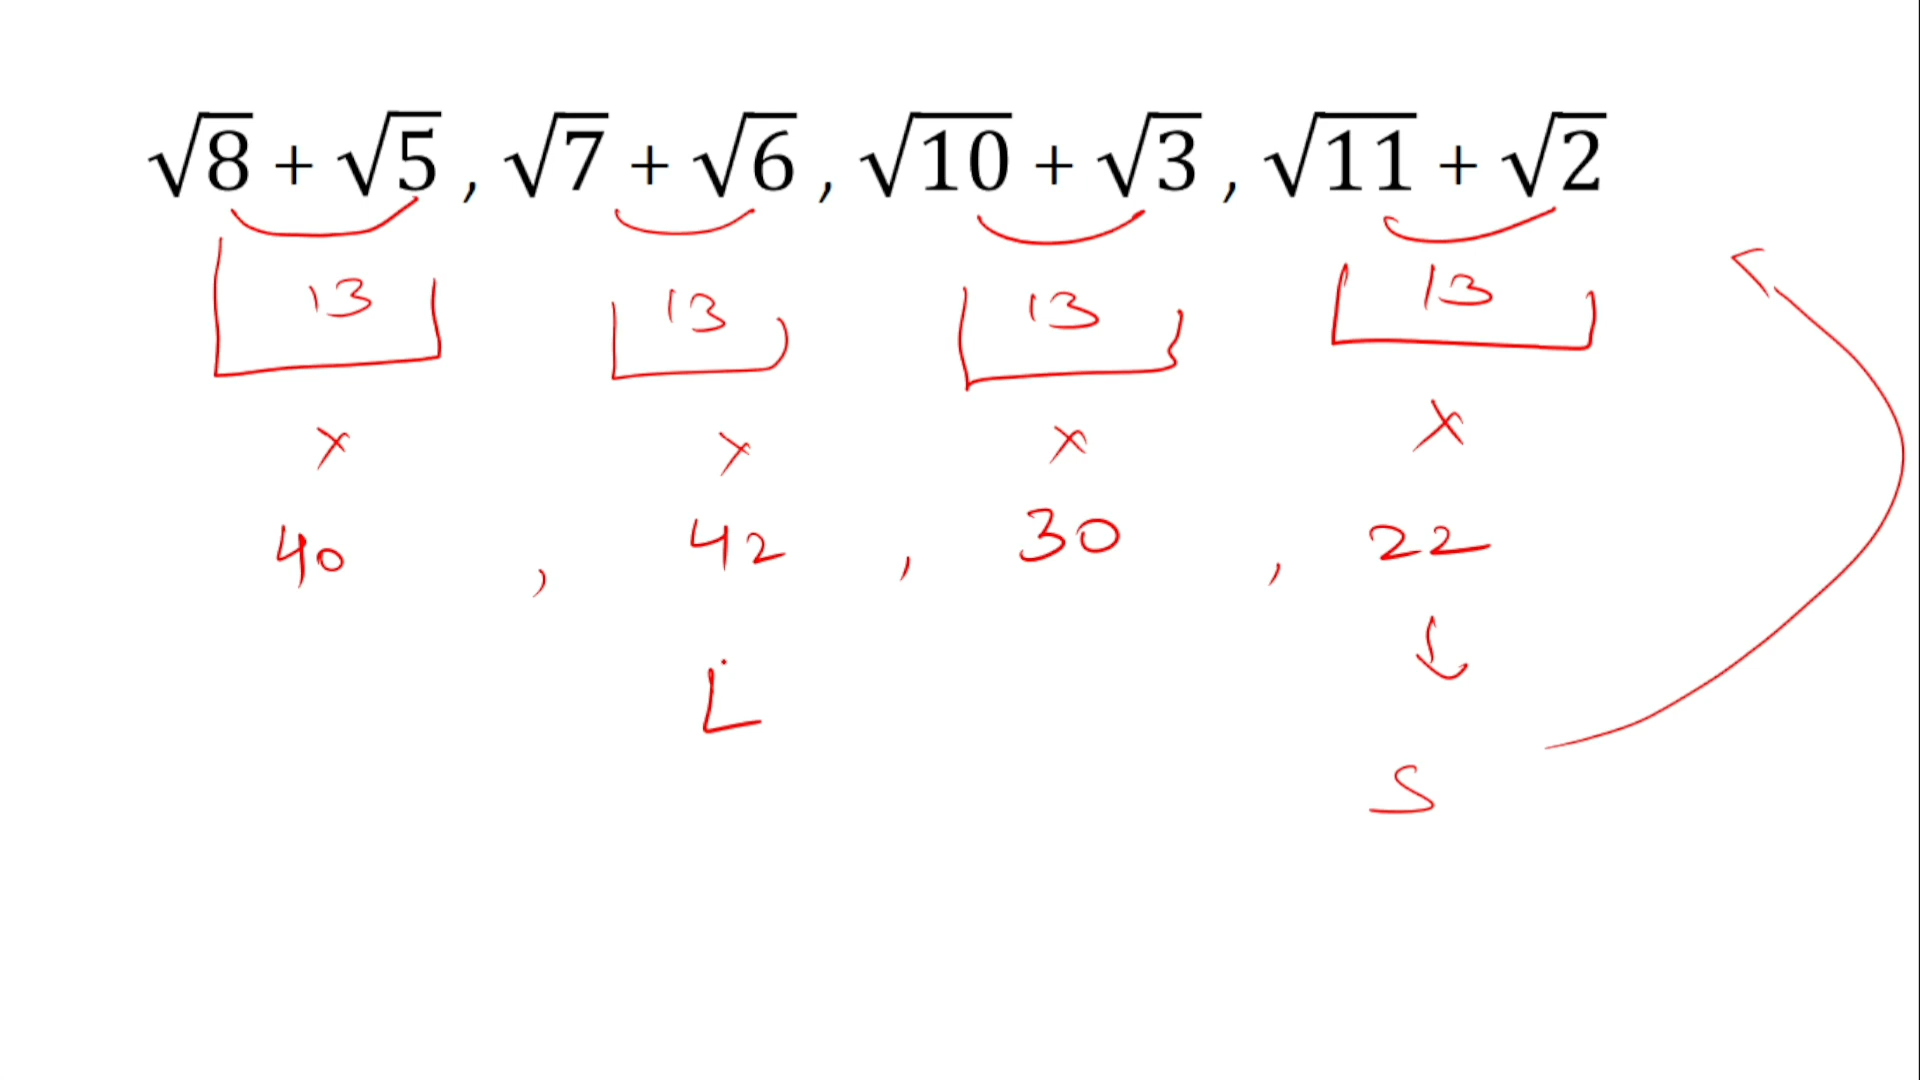 √8 + √5 , √7 + √6 , √10 + √3 , √11 + √2
13 13 13 13
x x x x
40 , 42 , 30 , 22
L
S